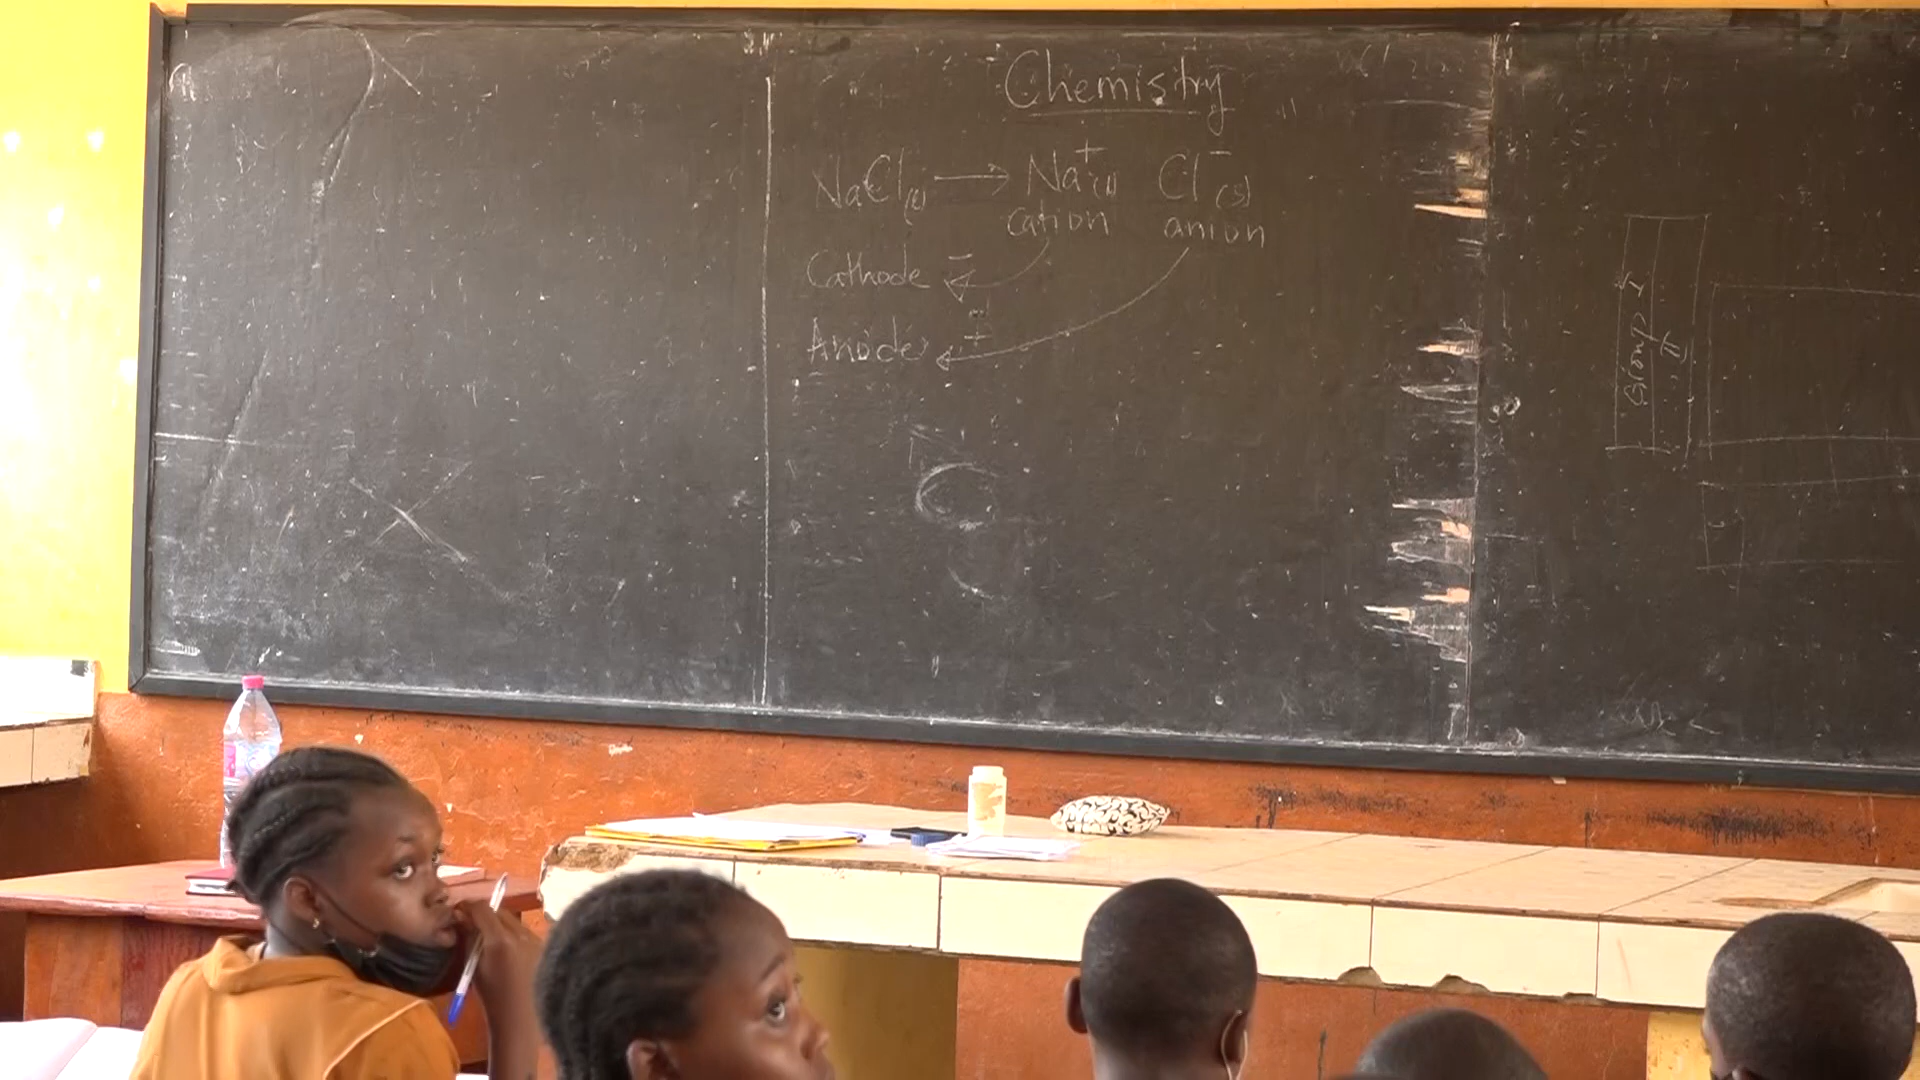 Chemistry
NaCl(l) → Na⁺(l) Cl⁻(s)
cation anion
Cathode −
Anode +
Group I
II